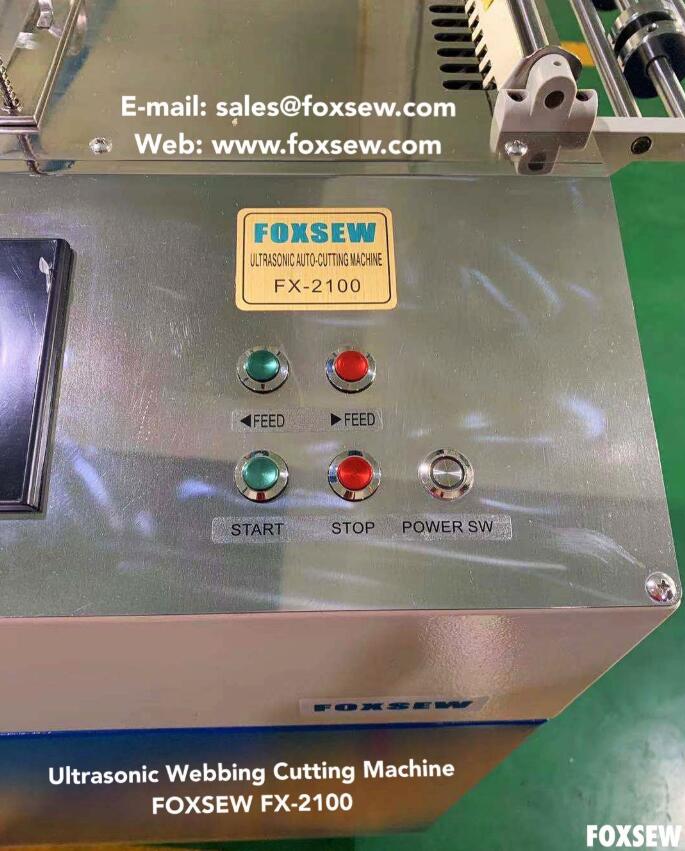 E-mail: sales@foxsew.com
Web: www.foxsew.com
FOXSEW
ULTRASONIC AUTO-CUTTING MACHINE
FX-2100
◀FEED ▶FEED
START STOP POWER SW
FOXSEW
Ultrasonic Webbing Cutting Machine
FOXSEW FX-2100
FOXSEW